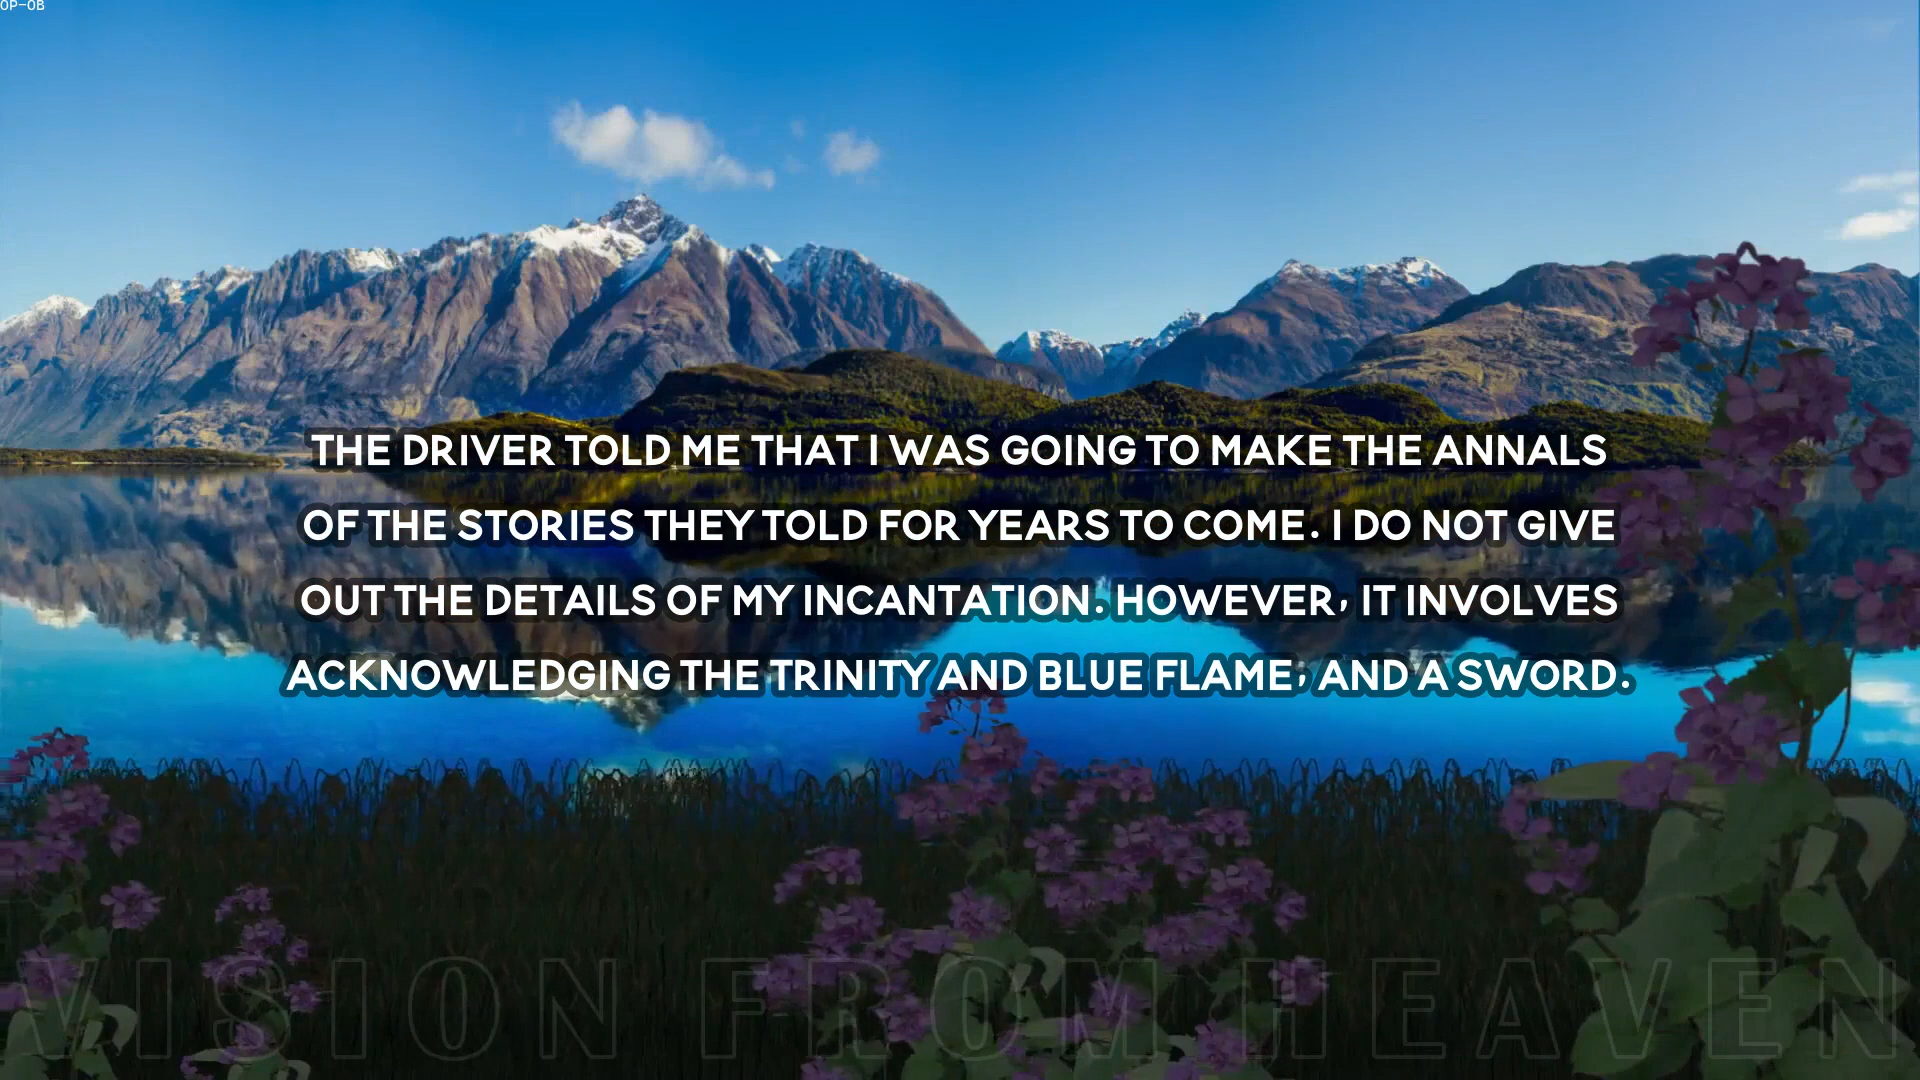 OP-OB
THE DRIVER TOLD ME THAT I WAS GOING TO MAKE THE ANNALS
OF THE STORIES THEY TOLD FOR YEARS TO COME. I DO NOT GIVE
OUT THE DETAILS OF MY INCANTATION. HOWEVER, IT INVOLVES
ACKNOWLEDGING THE TRINITY AND BLUE FLAME, AND A SWORD.
VISION FROM HEAVEN